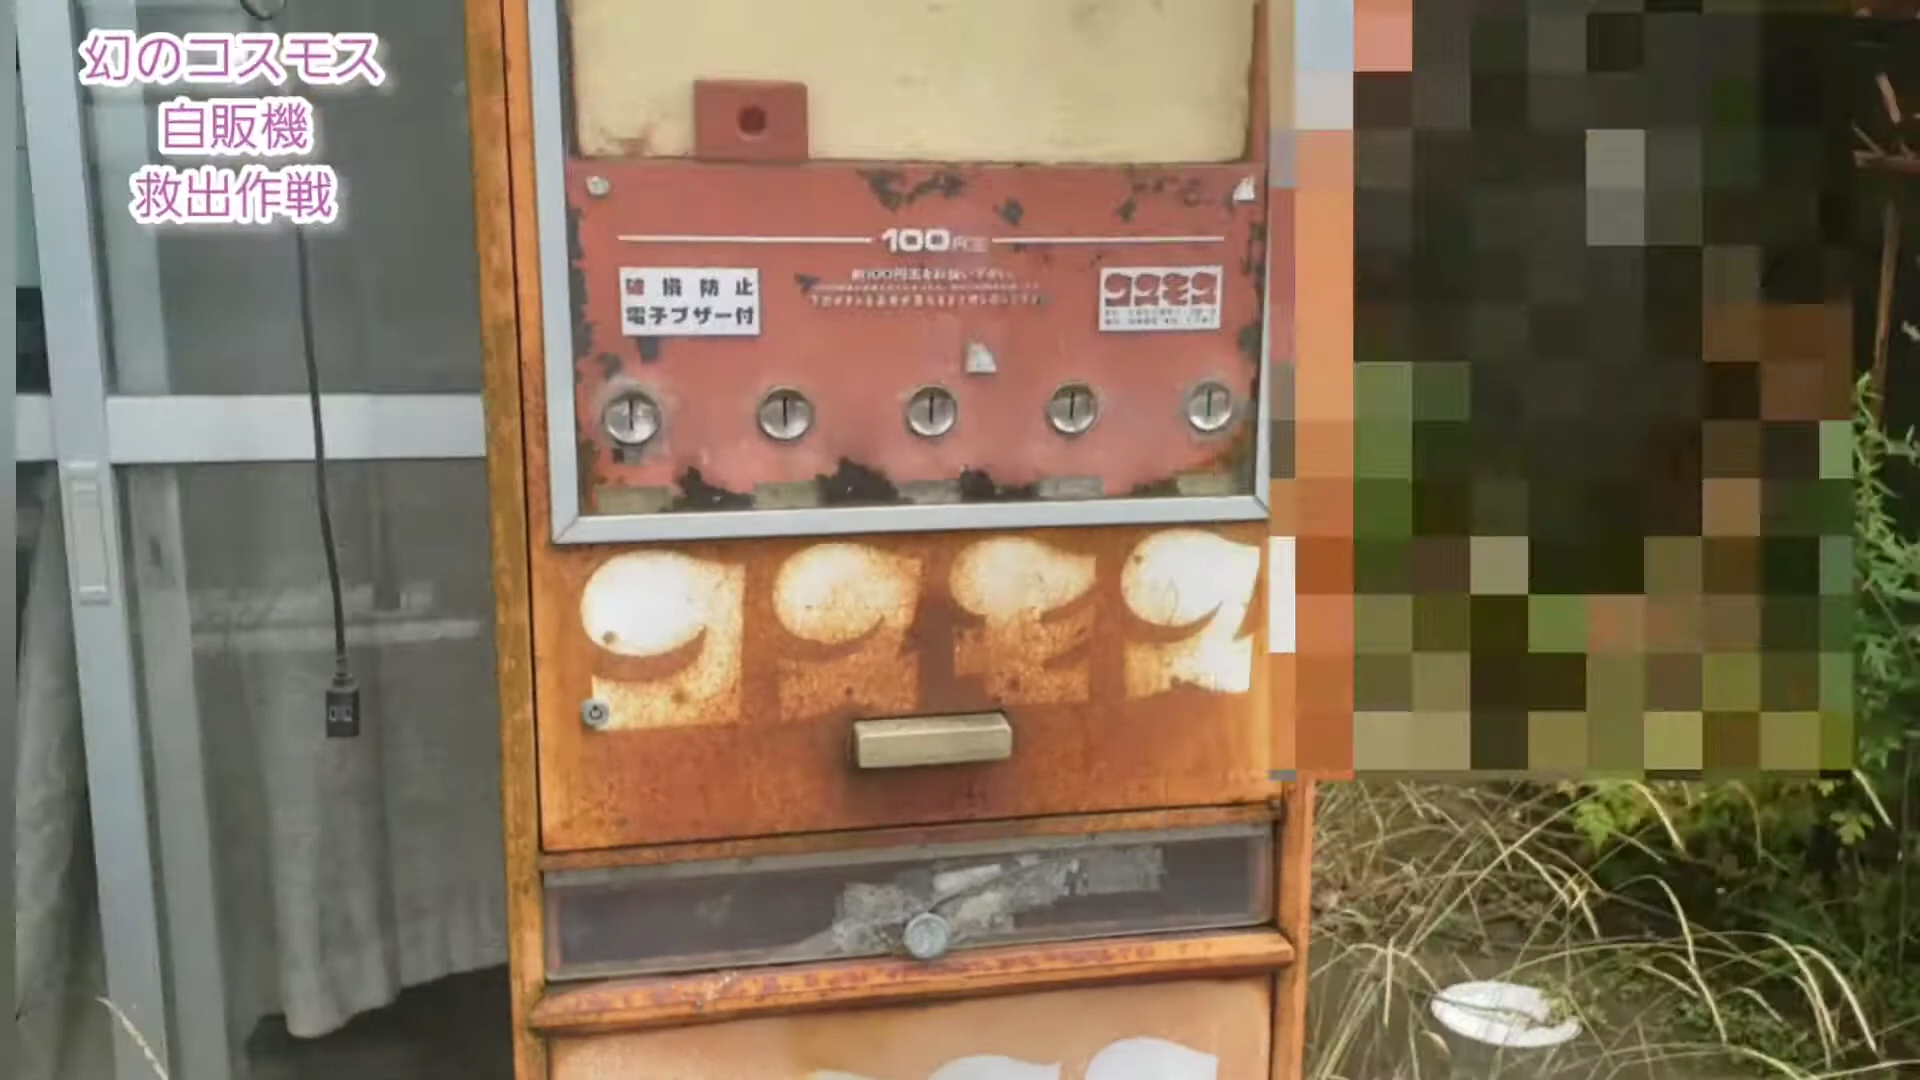 幻のコスモス
自販機
救出作戦
100円玉
破損防止
電子ブザー付
コスモス
コスモス